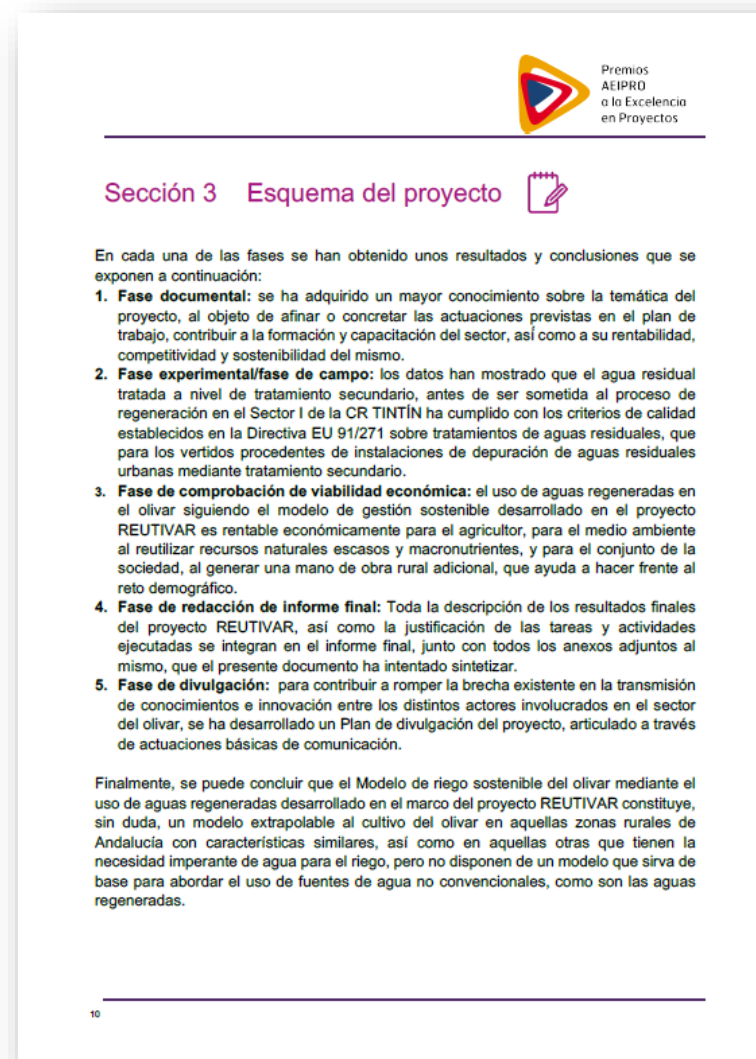 Premios
AEIPRO
a la Excelencia
en Proyectos
Sección 3 Esquema del proyecto
En cada una de las fases se han obtenido unos resultados y conclusiones que se
exponen a continuación:
1. Fase documental: se ha adquirido un mayor conocimiento sobre la temática del
proyecto, al objeto de afinar o concretar las actuaciones previstas en el plan de
trabajo, contribuir a la formación y capacitación del sector, así como a su rentabilidad,
competitividad y sostenibilidad del mismo.
2. Fase experimental/fase de campo: los datos han mostrado que el agua residual
tratada a nivel de tratamiento secundario, antes de ser sometida al proceso de
regeneración en el Sector I de la CR TINTÍN ha cumplido con los criterios de calidad
establecidos en la Directiva EU 91/271 sobre tratamientos de aguas residuales, que
para los vertidos procedentes de instalaciones de depuración de aguas residuales
urbanas mediante tratamiento secundario.
3. Fase de comprobación de viabilidad económica: el uso de aguas regeneradas en
el olivar siguiendo el modelo de gestión sostenible desarrollado en el proyecto
REUTIVAR es rentable económicamente para el agricultor, para el medio ambiente
al reutilizar recursos naturales escasos y macronutrientes, y para el conjunto de la
sociedad, al generar una mano de obra rural adicional, que ayuda a hacer frente al
reto demográfico.
4. Fase de redacción de informe final: Toda la descripción de los resultados finales
del proyecto REUTIVAR, así como la justificación de las tareas y actividades
ejecutadas se integran en el informe final, junto con todos los anexos adjuntos al
mismo, que el presente documento ha intentado sintetizar.
5. Fase de divulgación: para contribuir a romper la brecha existente en la transmisión
de conocimientos e innovación entre los distintos actores involucrados en el sector
del olivar, se ha desarrollado un Plan de divulgación del proyecto, articulado a través
de actuaciones básicas de comunicación.
Finalmente, se puede concluir que el Modelo de riego sostenible del olivar mediante el
uso de aguas regeneradas desarrollado en el marco del proyecto REUTIVAR constituye,
sin duda, un modelo extrapolable al cultivo del olivar en aquellas zonas rurales de
Andalucía con características similares, así como en aquellas otras que tienen la
necesidad imperante de agua para el riego, pero no disponen de un modelo que sirva de
base para abordar el uso de fuentes de agua no convencionales, como son las aguas
regeneradas.
10